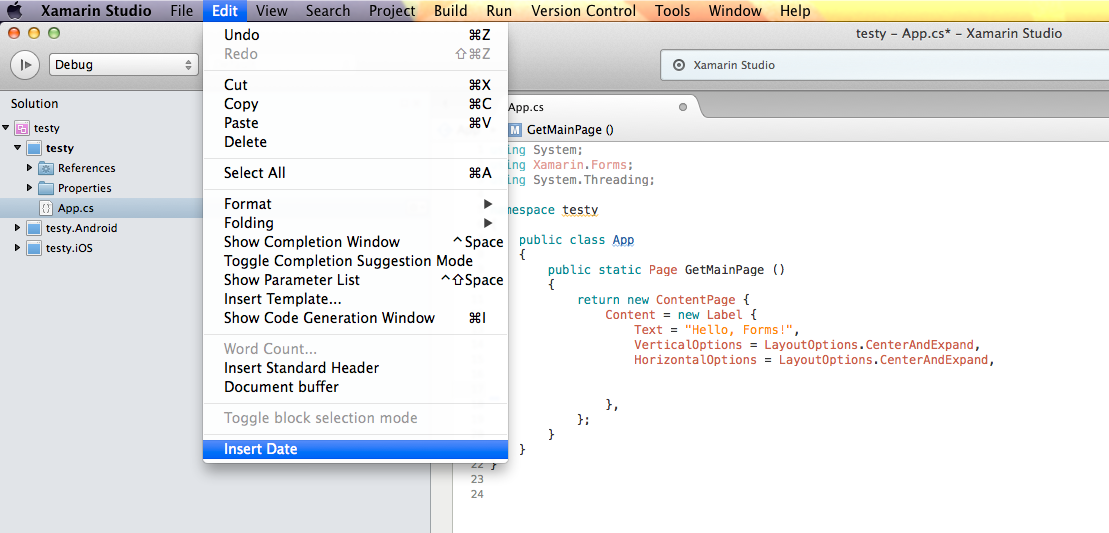 Xamarin Studio File Edit View Search Project Build Run Version Control Tools Window Help
testy – App.cs* – Xamarin Studio
Debug
Xamarin Studio
Solution
testy
testy
References
Properties
App.cs
testy.Android
testy.iOS
Undo ⌘Z
Redo ⇧⌘Z
Cut ⌘X
Copy ⌘C
Paste ⌘V
Delete
Select All ⌘A
Format ▶
Folding ▶
Show Completion Window ^Space
Toggle Completion Suggestion Mode
Show Parameter List ^⇧Space
Insert Template...
Show Code Generation Window ⌘I
Word Count...
Insert Standard Header
Document buffer
Toggle block selection mode
Insert Date
App.cs
M GetMainPage ()
ing System;
ing Xamarin.Forms;
ing System.Threading;
mespace testy
public class App
{
public static Page GetMainPage ()
{
return new ContentPage {
Content = new Label {
Text = "Hello, Forms!",
VerticalOptions = LayoutOptions.CenterAndExpand,
HorizontalOptions = LayoutOptions.CenterAndExpand,
},
};
}
}
22 }
23
24